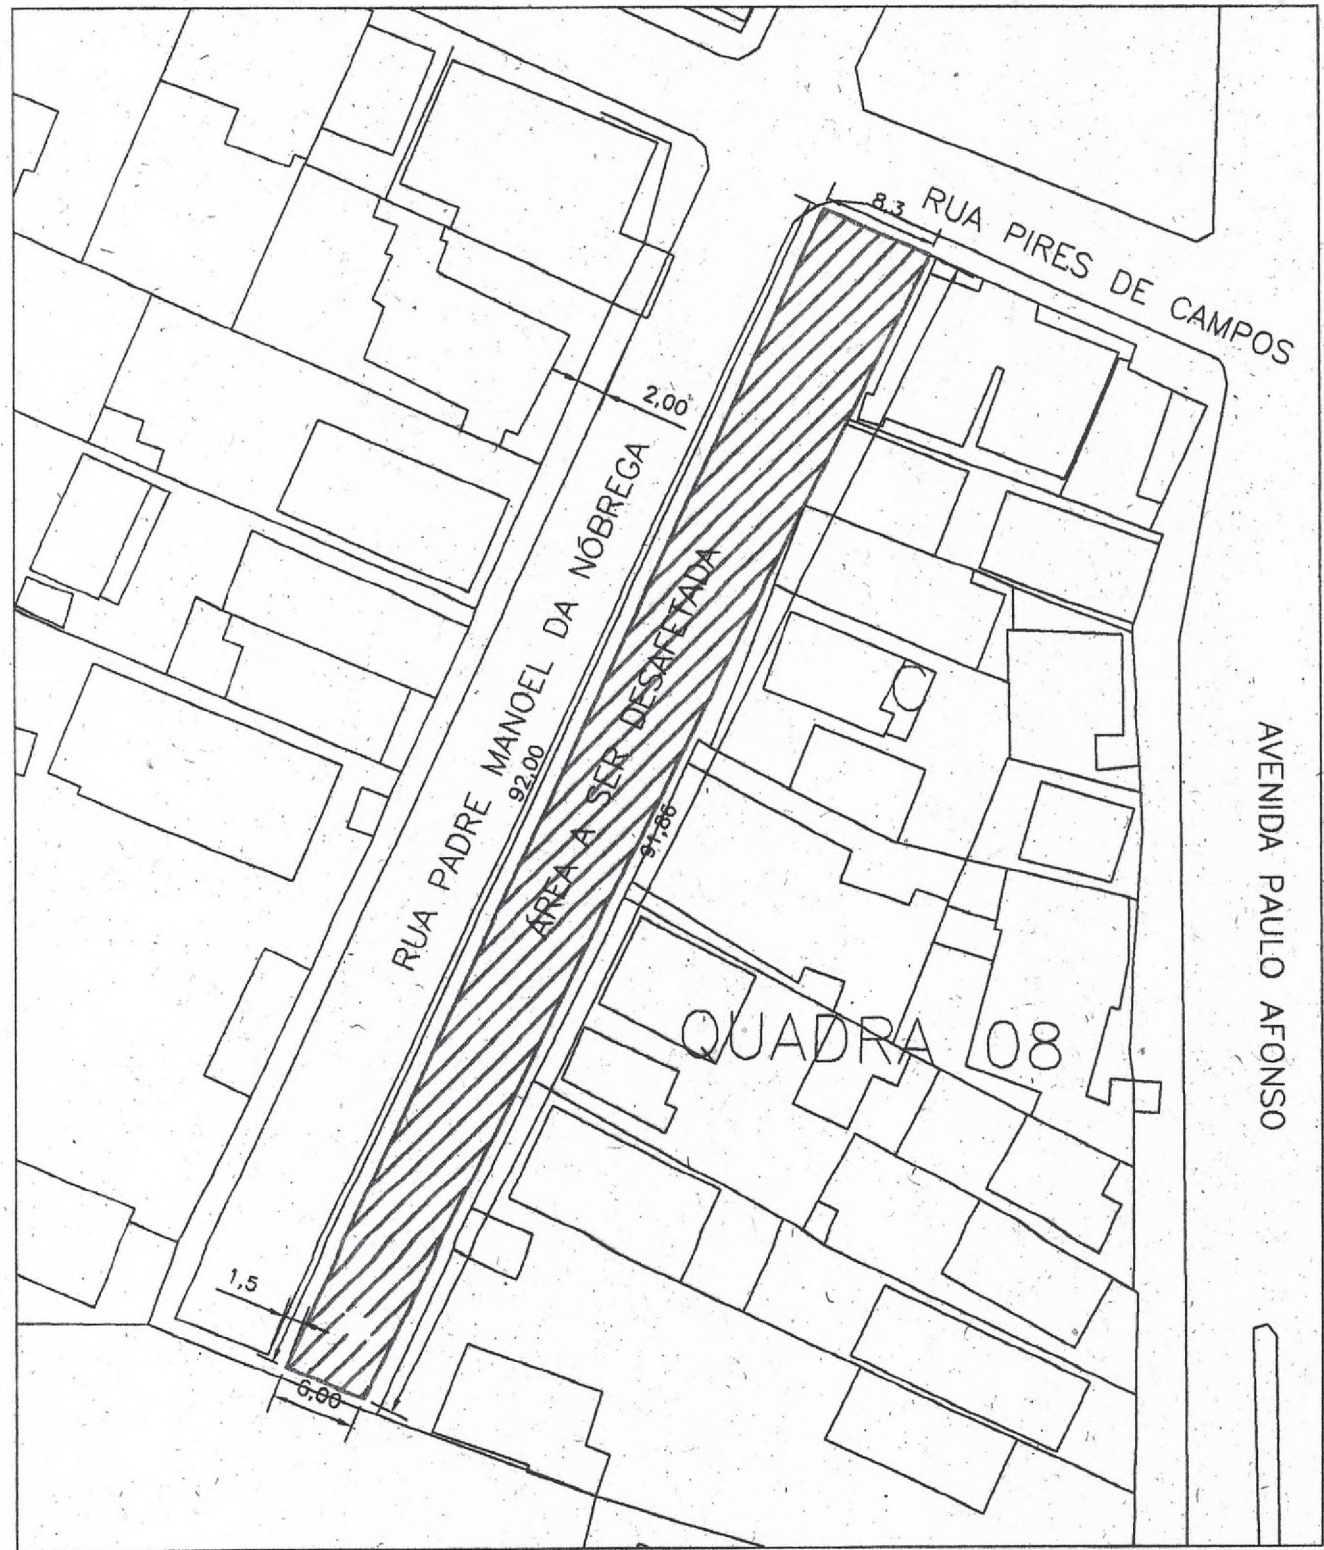 8,3
RUA PIRES DE CAMPOS
2,00
RUA PADRE MANOEL DA NÓBREGA
92,00
ÁREA A SER DESAFETADA
91,86
C
QUADRA 08
AVENIDA PAULO AFONSO
1,5
6,00